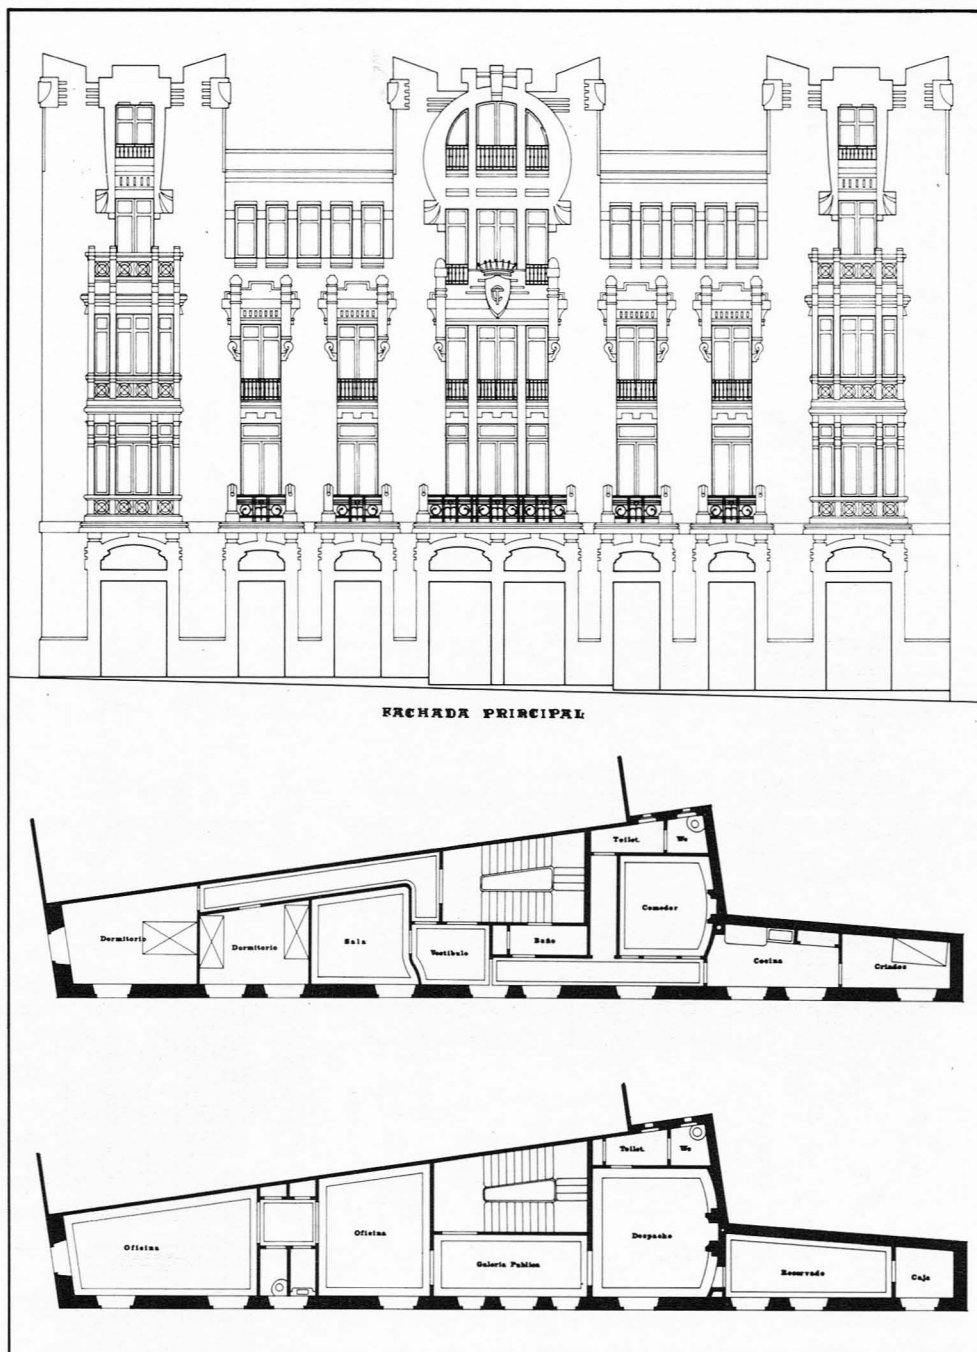 FACHADA PRIRCIPAL
Toilet.
Wc
Comedor
Dormitorio
Dormitorio
Sala
Vestibulo
Baño
Cocina
Criados
Toilet.
Wc
Oficina
Oficina
Galeria Publica
Despacho
Reservado
Caja